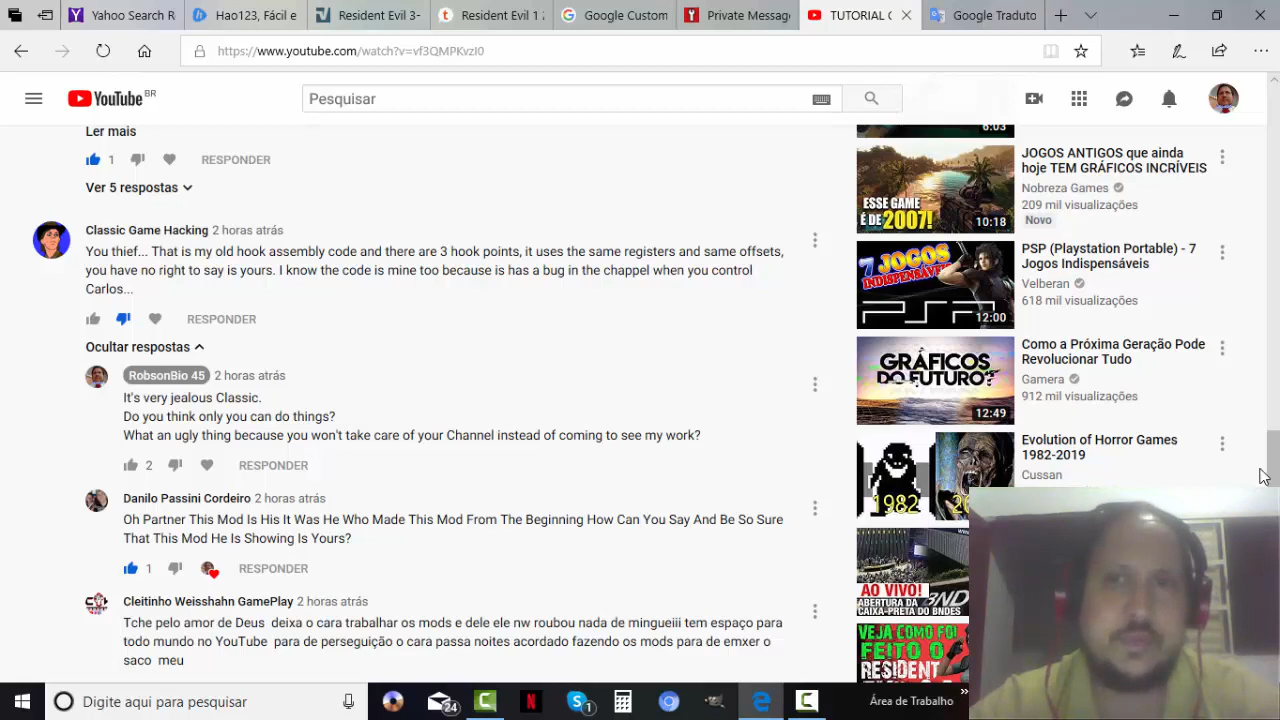 Yahoo Search R
Hao123, Fácil e
Resident Evil 3-
Resident Evil 1 2
Google Custom
Private Message
TUTORIAL C
Google Traduto
https://www.youtube.com/watch?v=vf3QMPKvzI0
YouTube BR
Pesquisar
Ler mais
1 RESPONDER
Ver 5 respostas
Classic Game Hacking 2 horas atrás
You thief... That is my old hook assembly code and there are 3 hook points, it uses the same registers and same offsets,
you have no right to say is yours. I know the code is mine too because is has a bug in the chappel when you control
Carlos...
RESPONDER
Ocultar respostas
RobsonBio 45 2 horas atrás
It's very jealous Classic.
Do you think only you can do things?
What an ugly thing because you won't take care of your Channel instead of coming to see my work?
2 RESPONDER
Danilo Passini Cordeiro 2 horas atrás
Oh Partner This Mod Is His It Was He Who Made This Mod From The Beginning How Can You Say And Be So Sure
That This Mod He Is Showing Is Yours?
1 RESPONDER
Cleitinho Weisshahn GamePlay 2 horas atrás
Tche pelo amor Deus deixa o cara trabalhar os mods e dele ele nw roubou nada de mingueiii tem espaço para
todo mundo no Youtube para de perseguição o cara passa noites acordado fazendo os mods para de emxer o
saco meu
6:03
ESSE GAME
É DE 2007!
10:18
JOGOS ANTIGOS que ainda
hoje TEM GRÁFICOS INCRÍVEIS
Nobreza Games
209 mil visualizações
Novo
7 JOGOS
INDISPENSÁVEIS
PSP
12:00
PSP (Playstation Portable) - 7
Jogos Indispensáveis
Velberan
618 mil visualizações
GRÁFICOS
DO FUTURO?
12:49
Como a Próxima Geração Pode
Revolucionar Tudo
Gamera
912 mil visualizações
1982
Evolution of Horror Games
1982-2019
Cussan
AO VIVO!
ABERTURA DA
CAIXA-PRETA DO BNDES
VEJA COMO FOI
FEITO O
RESIDENT
Digite aqui para pesquisar
24
1
Área de Trabalho